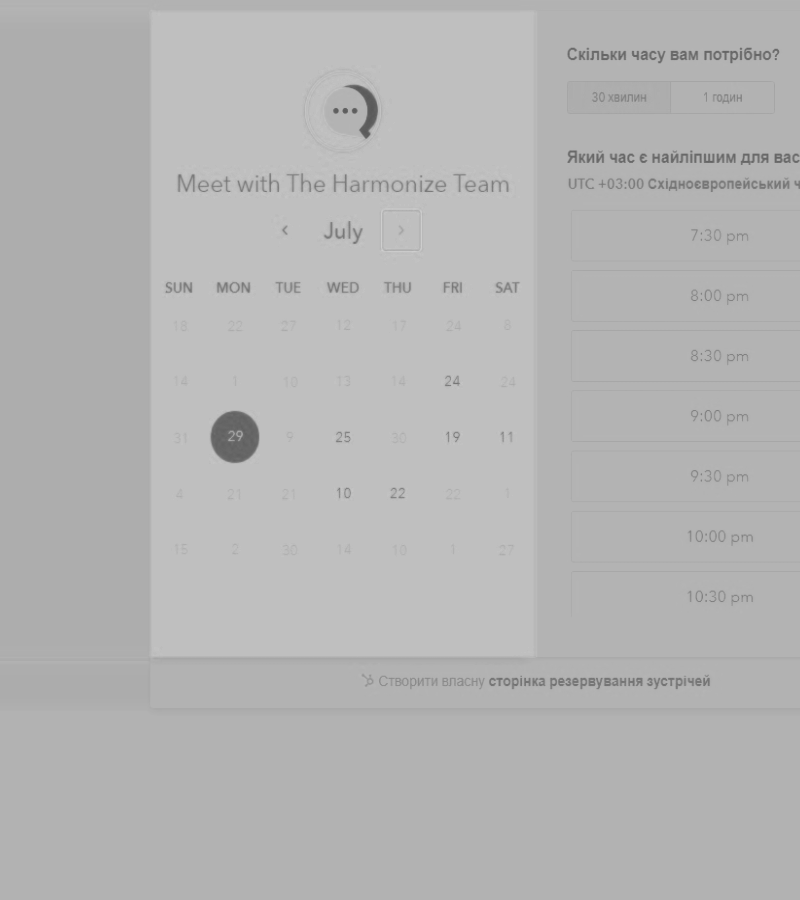 Meet with The Harmonize Team
July
SUN MON TUE WED THU FRI SAT
18 22 27 12 17 24 8
14 1 10 13 14 24 24
31 29 9 25 30 19 11
4 21 21 10 22 22 1
15 2 30 14 10 1 27
Скільки часу вам потрібно?
30 хвилин 1 годин
Який час є найліпшим для вас
UTC +03:00 Східноєвропейський
7:30 pm
8:00 pm
8:30 pm
9:00 pm
9:30 pm
10:00 pm
10:30 pm
Створити власну сторінка резервування зустрічей